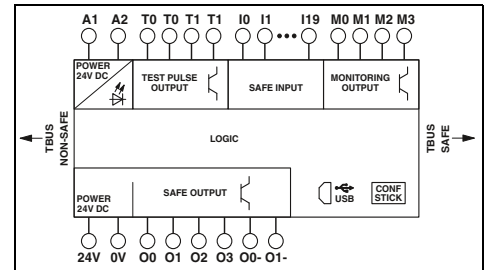 A1 A2 T0 T0 T1 T1 I0 I1 ••• I19 M0 M1 M2 M3
POWER
24V DC
TEST PULSE
OUTPUT
SAFE INPUT
MONITORING
OUTPUT
TBUS
NON-SAFE
LOGIC
TBUS
SAFE
POWER
24V DC
SAFE OUTPUT
USB
CONF
STICK
24V 0V O0 O1 O2 O3 O0- O1-